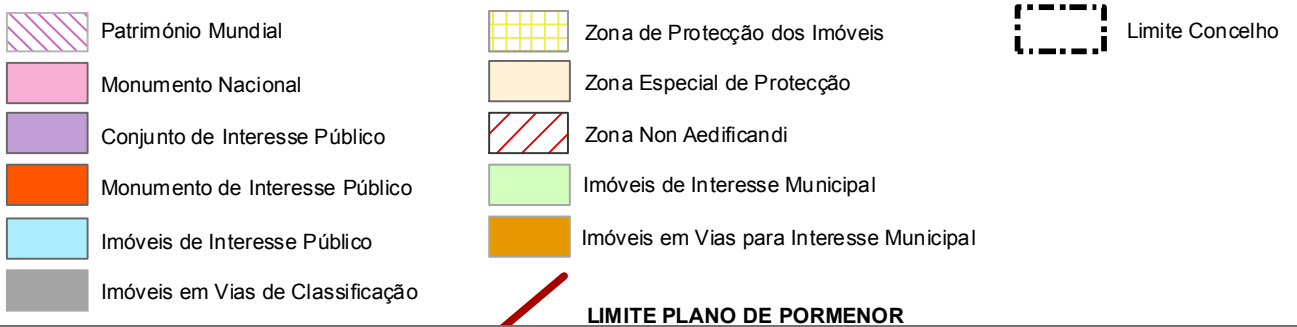 Património Mundial
Monumento Nacional
Conjunto de Interesse Público
Monumento de Interesse Público
Imóveis de Interesse Público
Imóveis em Vias de Classificação
Zona de Protecção dos Imóveis
Zona Especial de Protecção
Zona Non Aedificandi
Imóveis de Interesse Municipal
Imóveis em Vias para Interesse Municipal
LIMITE PLANO DE PORMENOR
Limite Concelho